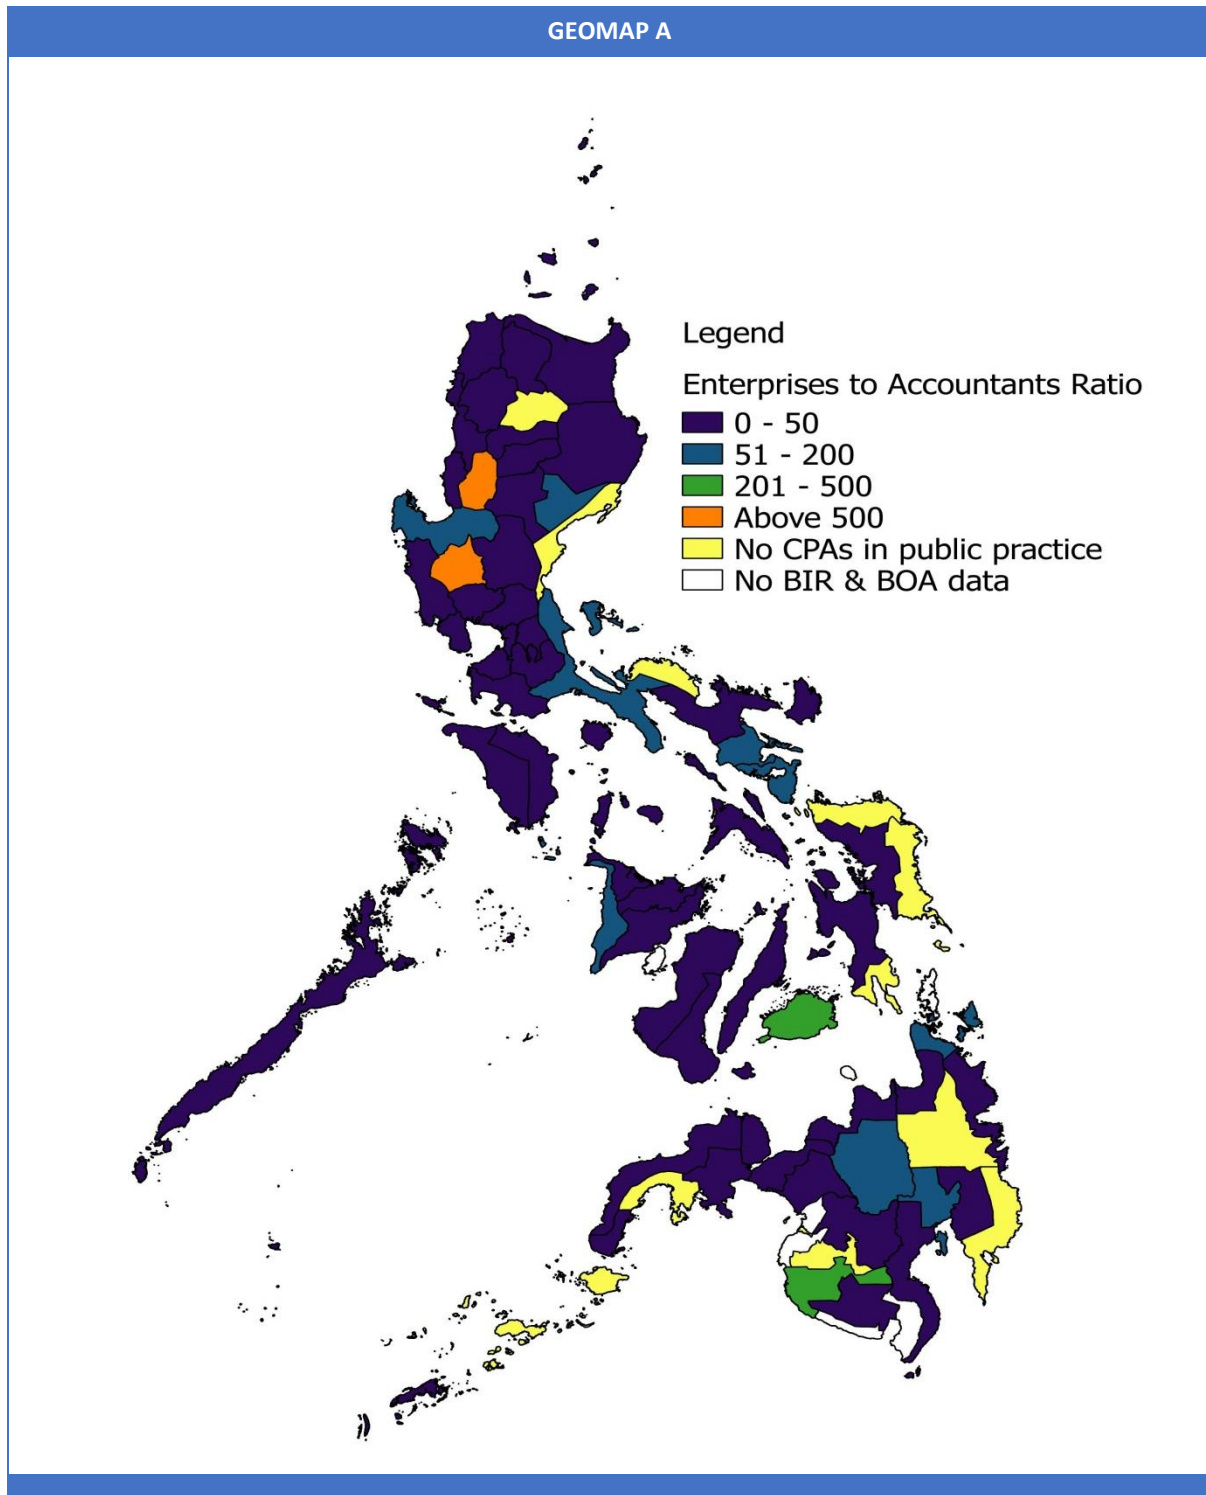 GEOMAP A
Legend
Enterprises to Accountants Ratio
0 - 50
51 - 200
201 - 500
Above 500
No CPAs in public practice
No BIR & BOA data